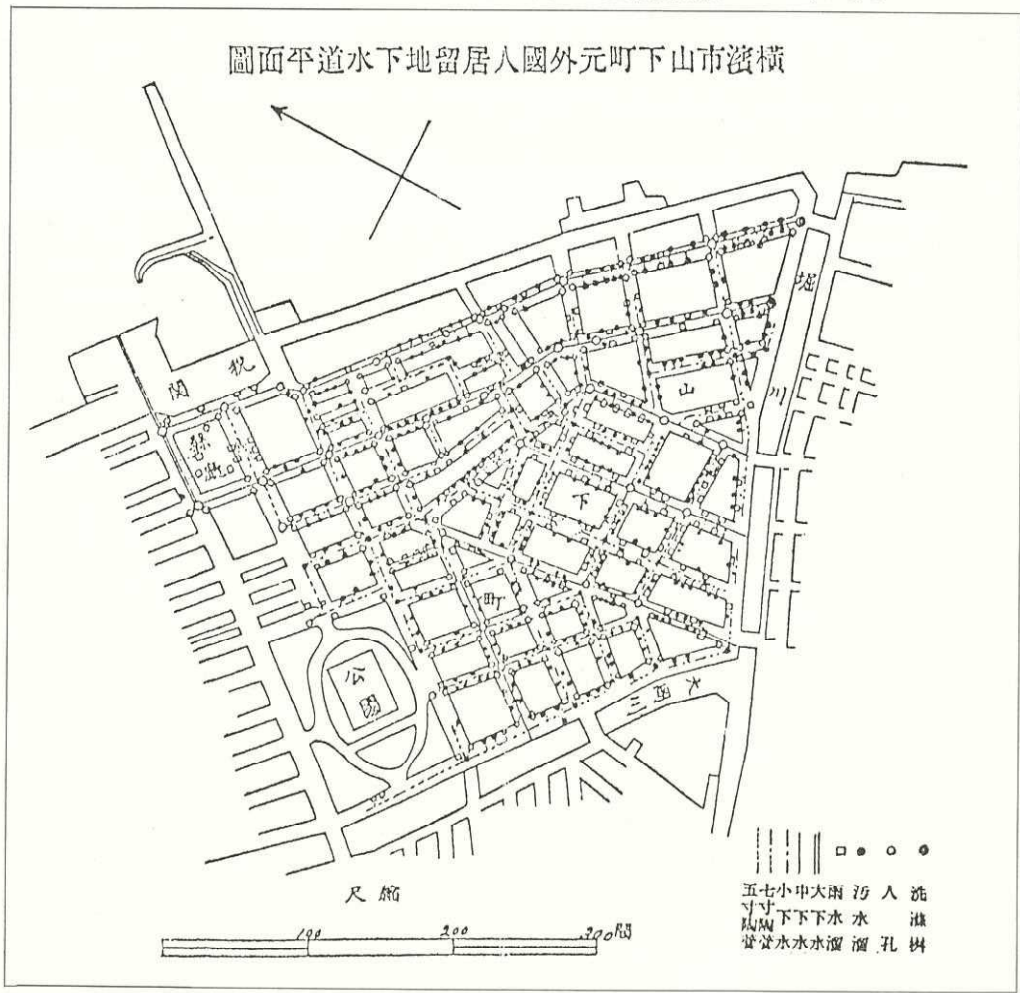 橫濱市山下町元外國人居留地下水道平面圖
堀川
税関
山下町
公園
縮尺
100 200 300間
洗滌桝
人孔
汚水溜
雨水溜
大下水
中下水
小下水
七寸陶管
五寸陶管